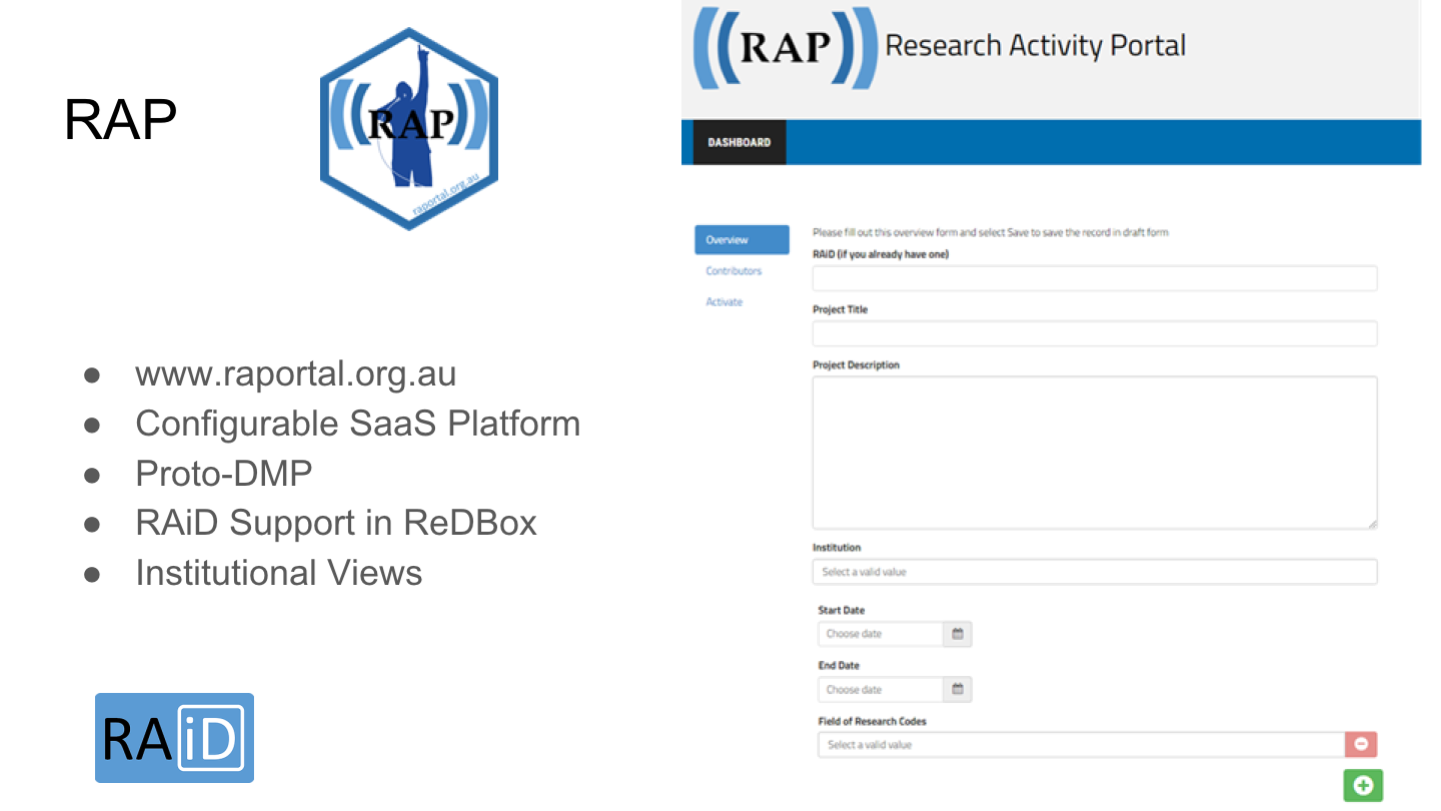 RAP
RAP
raportal.org.au
www.raportal.org.au
Configurable SaaS Platform
Proto-DMP
RAiD Support in ReDBox
Institutional Views
RAiD
RAP Research Activity Portal
DASHBOARD
Overview
Contributors
Activate
Please fill out this overview form and select Save to save the record in draft form
RAiD (if you already have one)
Project Title
Project Description
Institution
Select a valid value
Start Date
Choose date
End Date
Choose date
Field of Research Codes
Select a valid value